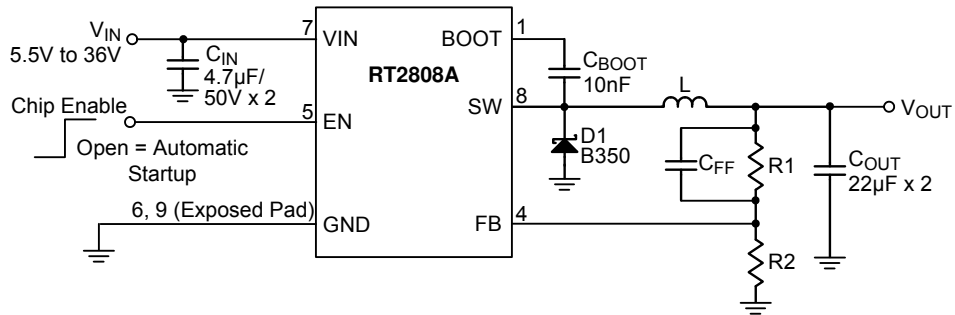 VIN
5.5V to 36V
7
VIN
CIN
4.7µF/
50V x 2
RT2808A
BOOT
1
CBOOT
10nF
SW
8
L
VOUT
Chip Enable
5
EN
Open = Automatic
Startup
D1
B350
CFF
R1
COUT
22µF x 2
6, 9 (Exposed Pad)
GND
FB
4
R2